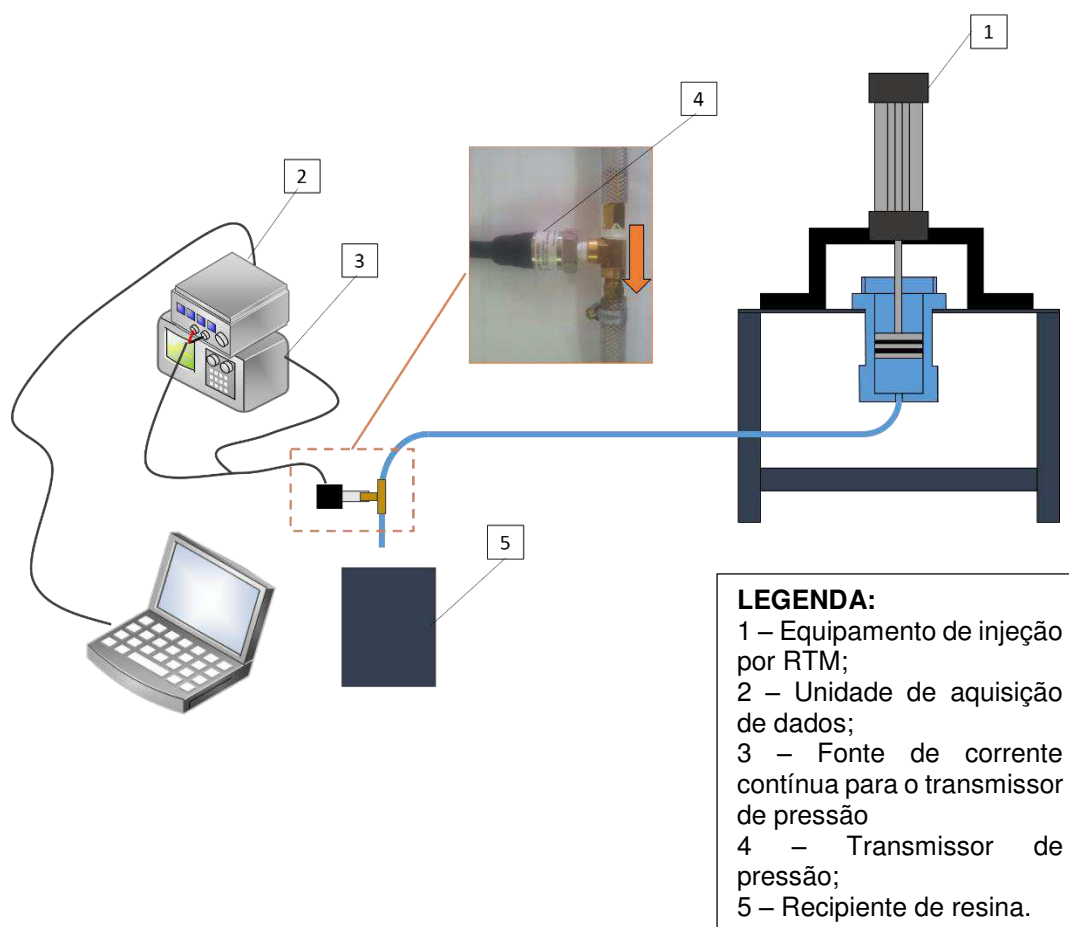 1
4
2
3
5
LEGENDA:
1 – Equipamento de injeção
por RTM;
2 – Unidade de aquisição
de dados;
3 – Fonte de corrente
contínua para o transmissor
de pressão
4 – Transmissor de
pressão;
5 – Recipiente de resina.